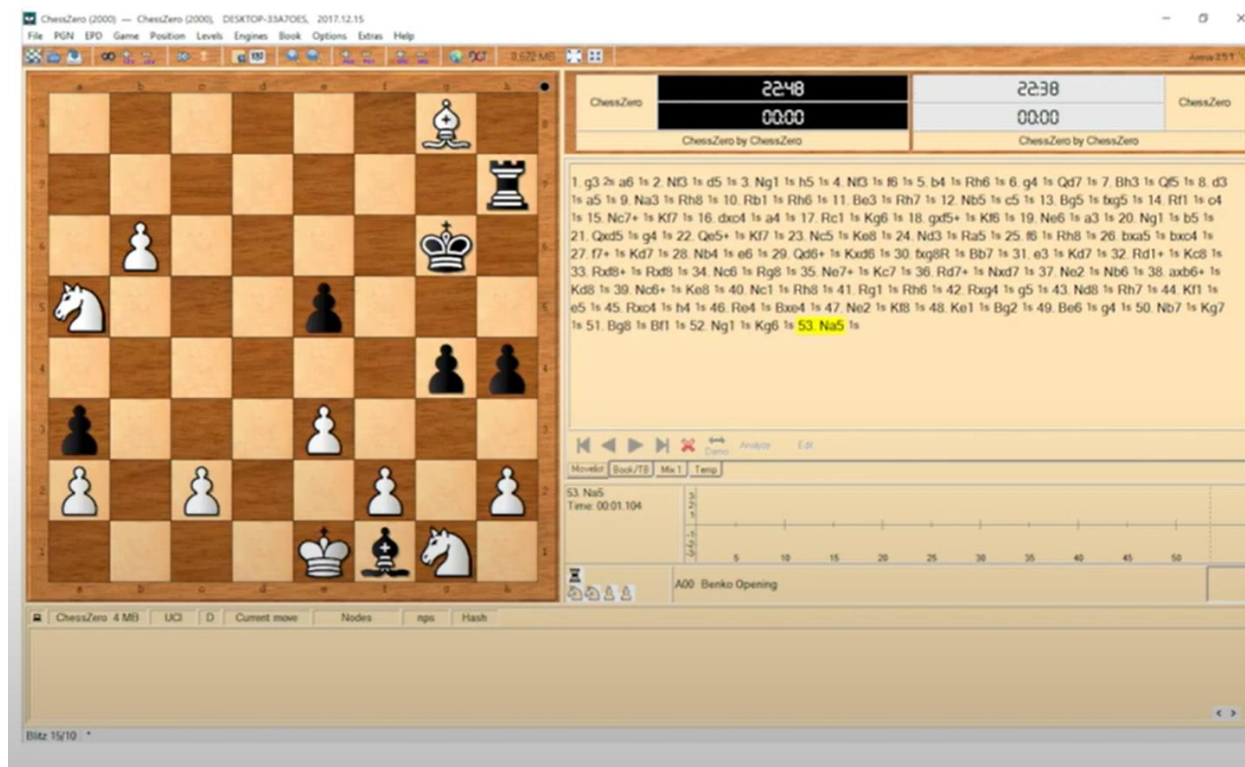 ChessZero (2000) — ChessZero (2000), DESKTOP-33A7OES, 2017.12.15
File PGN EPD Game Position Levels Engines Book Options Extras Help
8,672 MB
Arena 3.5.1
a b c d e f g h
8
7
6
5
4
3
2
1
a b c d e f g h
ChessZero 22:48 22:38 ChessZero
00:00 00:00
ChessZero by ChessZero ChessZero by ChessZero
1. g3 2s a6 1s 2. Nf3 1s d5 1s 3. Ng1 1s h5 1s 4. Nf3 1s f6 1s 5. b4 1s Rh6 1s 6. g4 1s Qd7 1s 7. Bh3 1s Qf5 1s 8. d3
1s a5 1s 9. Na3 1s Rh8 1s 10. Rb1 1s Rh6 1s 11. Be3 1s Rh7 1s 12. Nb5 1s c5 1s 13. Bg5 1s fxg5 1s 14. Rf1 1s c4
1s 15. Nc7+ 1s Kf7 1s 16. dxc4 1s a4 1s 17. Rc1 1s Kg6 1s 18. gxf5+ 1s Kf6 1s 19. Ne6 1s a3 1s 20. Ng1 1s b5 1s
21. Qxd5 1s g4 1s 22. Qe5+ 1s Kf7 1s 23. Nc5 1s Ke8 1s 24. Nd3 1s Ra5 1s 25. f6 1s Rh8 1s 26. bxa5 1s bxc4 1s
27. f7+ 1s Kd7 1s 28. Nb4 1s e6 1s 29. Qd6+ 1s Kxd6 1s 30. fxg8R 1s Bb7 1s 31. e3 1s Kd7 1s 32. Rd1+ 1s Kc8 1s
33. Rxf8+ 1s Rxf8 1s 34. Nc6 1s Rg8 1s 35. Ne7+ 1s Kc7 1s 36. Rd7+ 1s Nxd7 1s 37. Ne2 1s Nb6 1s 38. axb6+ 1s
Kd8 1s 39. Nc6+ 1s Ke8 1s 40. Nc1 1s Rh8 1s 41. Rg1 1s Rh6 1s 42. Rxg4 1s g5 1s 43. Nd8 1s Rh7 1s 44. Kf1 1s
e5 1s 45. Rxc4 1s h4 1s 46. Re4 1s Bxe4 1s 47. Ne2 1s Kf8 1s 48. Ke1 1s Bg2 1s 49. Be6 1s g4 1s 50. Nb7 1s Kg7
1s 51. Bg8 1s Bf1 1s 52. Ng1 1s Kg6 1s 53. Na5 1s
Demo Analyze Edit
Movelist Book/TB Mix 1 Temp
53. Na5
Time: 00:01.104
5 10 15 20 25 30 35 40 45 50
A00 Benko Opening
ChessZero 4 MB UCI D Current move Nodes nps Hash
Blitz 15/10 *